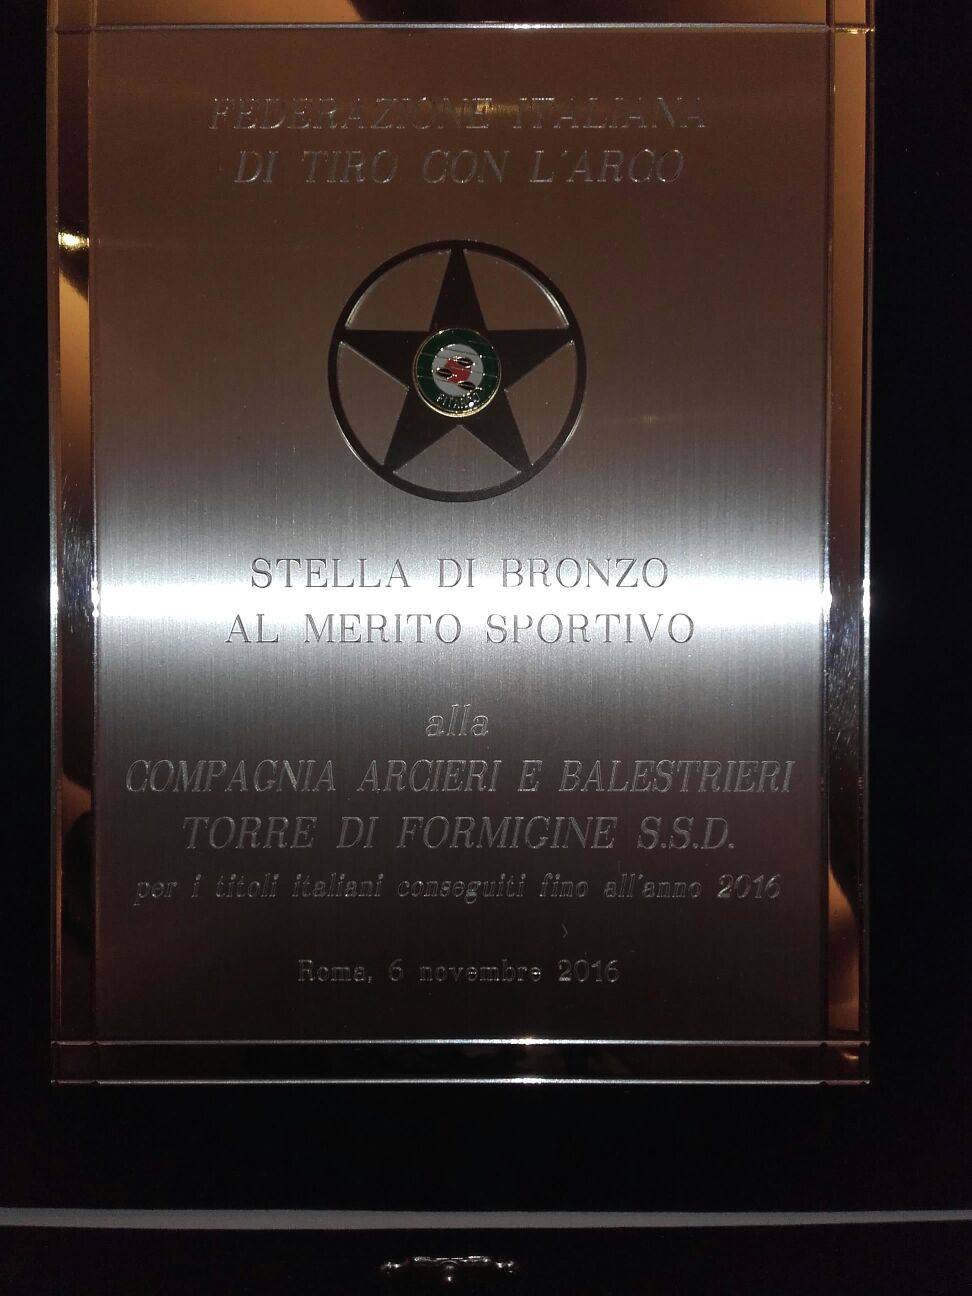 FEDERAZIONE ITALIANA
DI TIRO CON L'ARCO
FITARCO
STELLA DI BRONZO
AL MERITO SPORTIVO
alla
COMPAGNIA ARCIERI E BALESTRIERI
TORRE DI FORMIGINE S.S.D.
per i titoli italiani conseguiti fino all'anno 2016
Roma, 6 novembre 2016